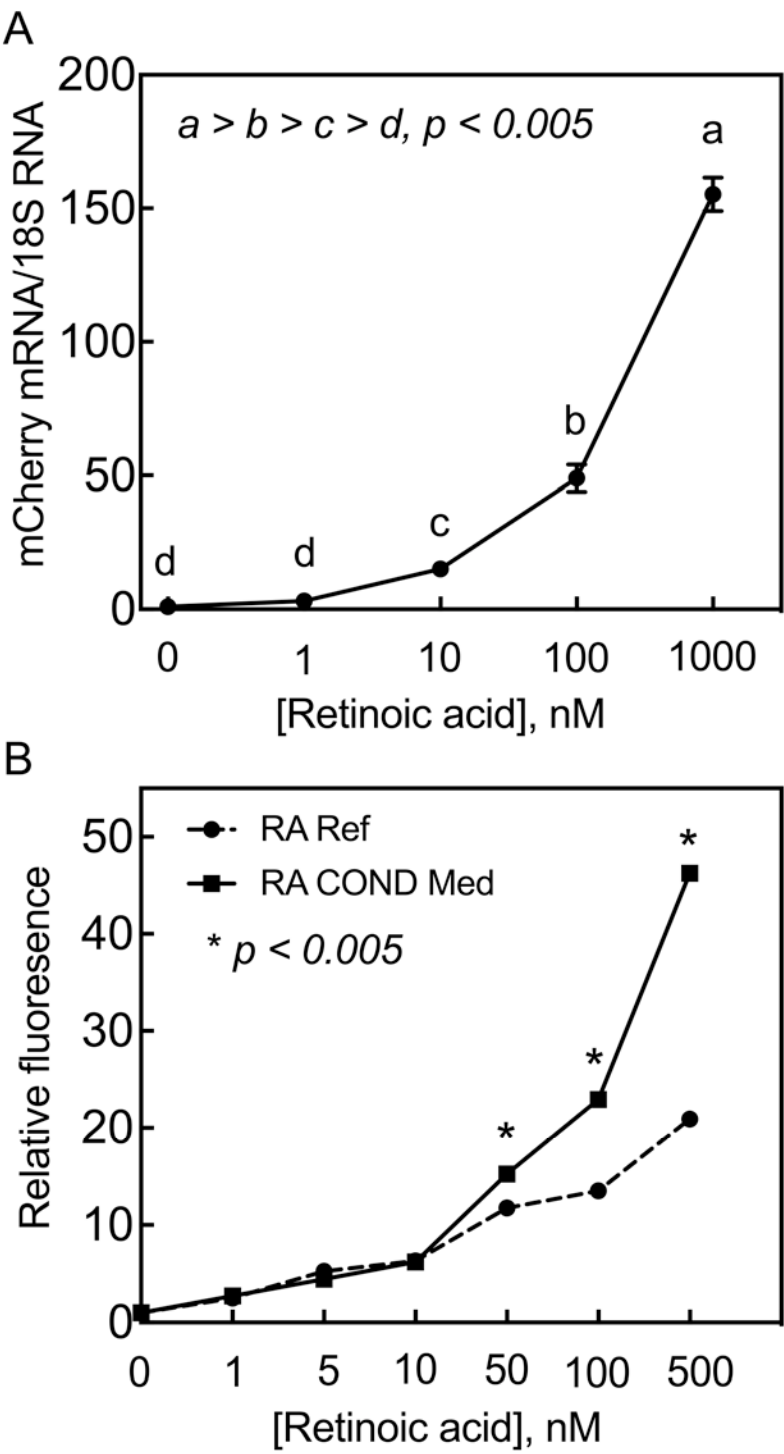 A
200
150
100
50
0
mCherry mRNA/18S RNA
a > b > c > d, p < 0.005
d
d
c
b
a
0 1 10 100 1000
[Retinoic acid], nM
B
50
40
30
20
10
0
Relative fluoresence
RA Ref
RA COND Med
* p < 0.005
*
*
*
0 1 5 10 50 100 500
[Retinoic acid], nM